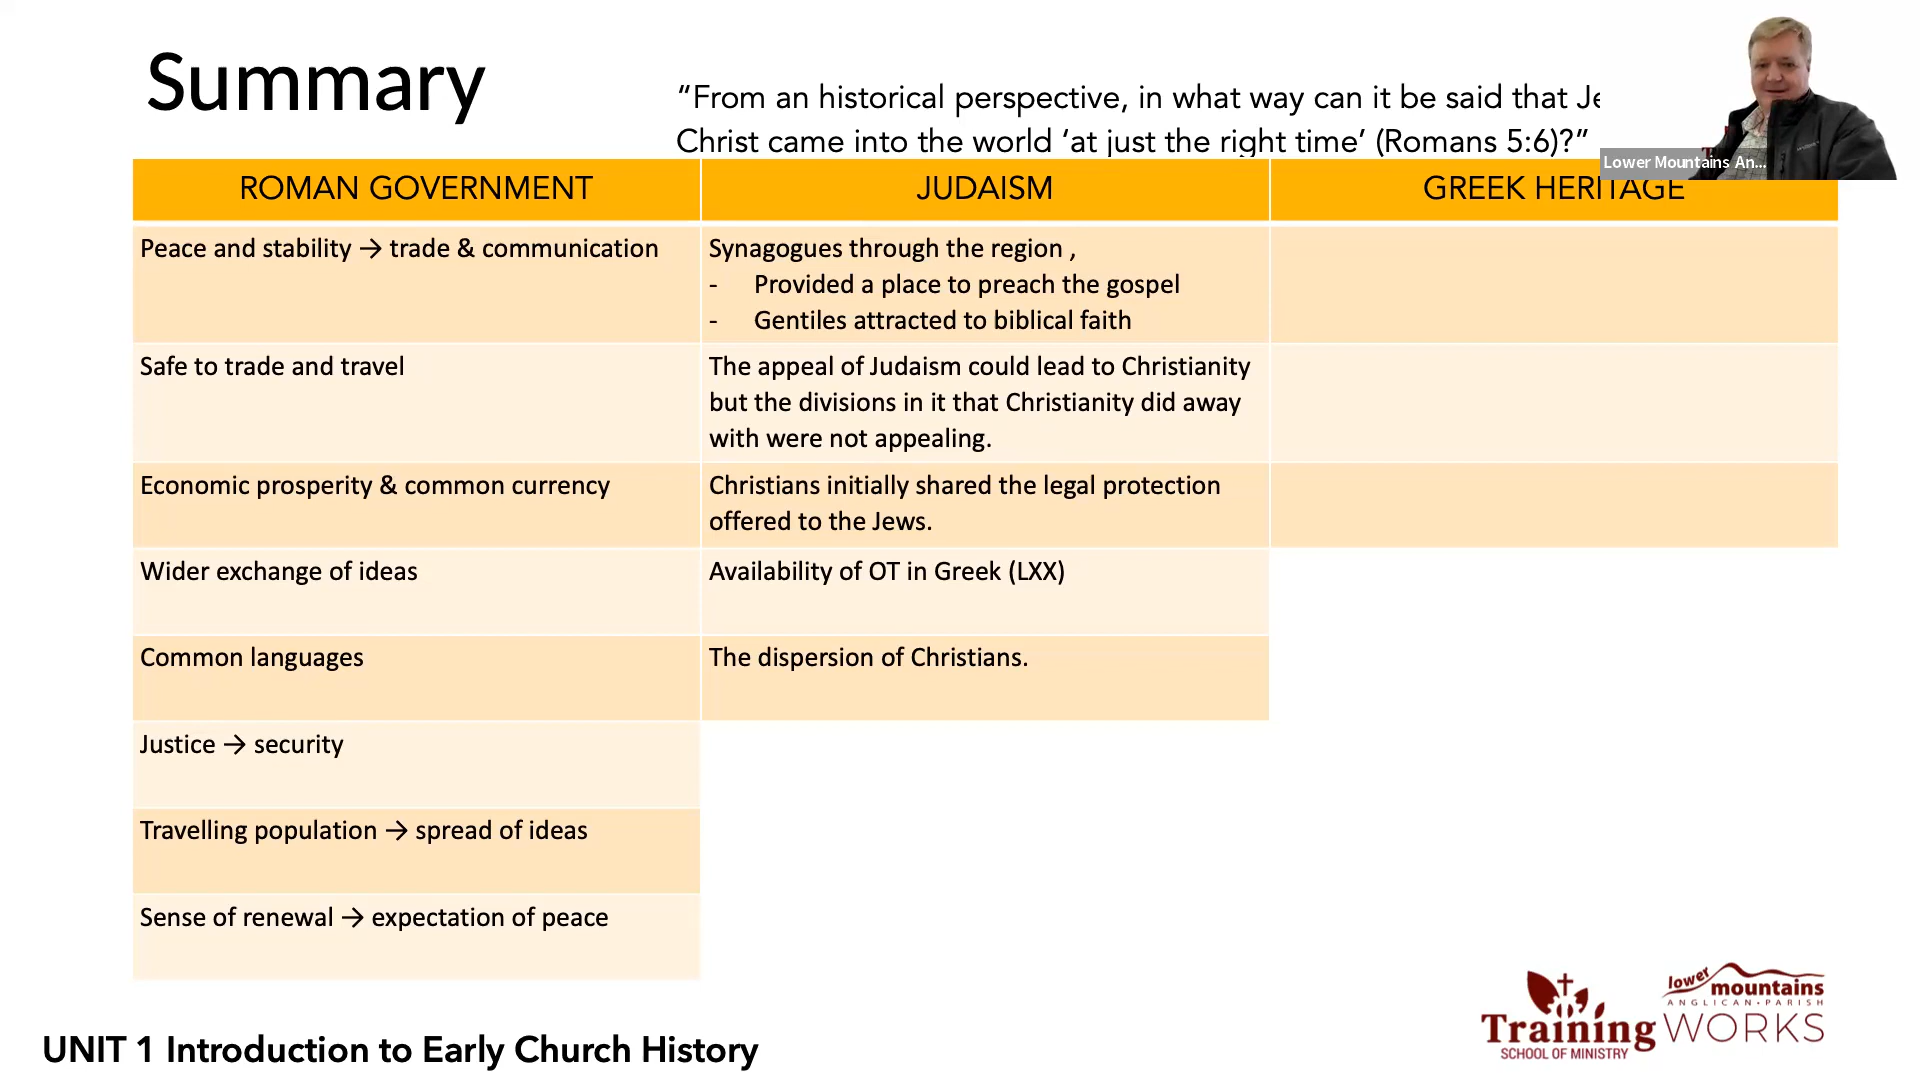 Summary
“From an historical perspective, in what way can it be said that Je
Christ came into the world ‘at just the right time’ (Romans 5:6)?”
Lower Mountains An...
ROMAN GOVERNMENT
JUDAISM
GREEK HERITAGE
Peace and stability → trade & communication
Synagogues through the region ,
- Provided a place to preach the gospel
- Gentiles attracted to biblical faith
Safe to trade and travel
The appeal of Judaism could lead to Christianity
but the divisions in it that Christianity did away
with were not appealing.
Economic prosperity & common currency
Christians initially shared the legal protection
offered to the Jews.
Wider exchange of ideas
Availability of OT in Greek (LXX)
Common languages
The dispersion of Christians.
Justice → security
Travelling population → spread of ideas
Sense of renewal → expectation of peace
UNIT 1 Introduction to Early Church History
Training
SCHOOL OF MINISTRY
lower mountains
ANGLICAN•PARISH
WORKS